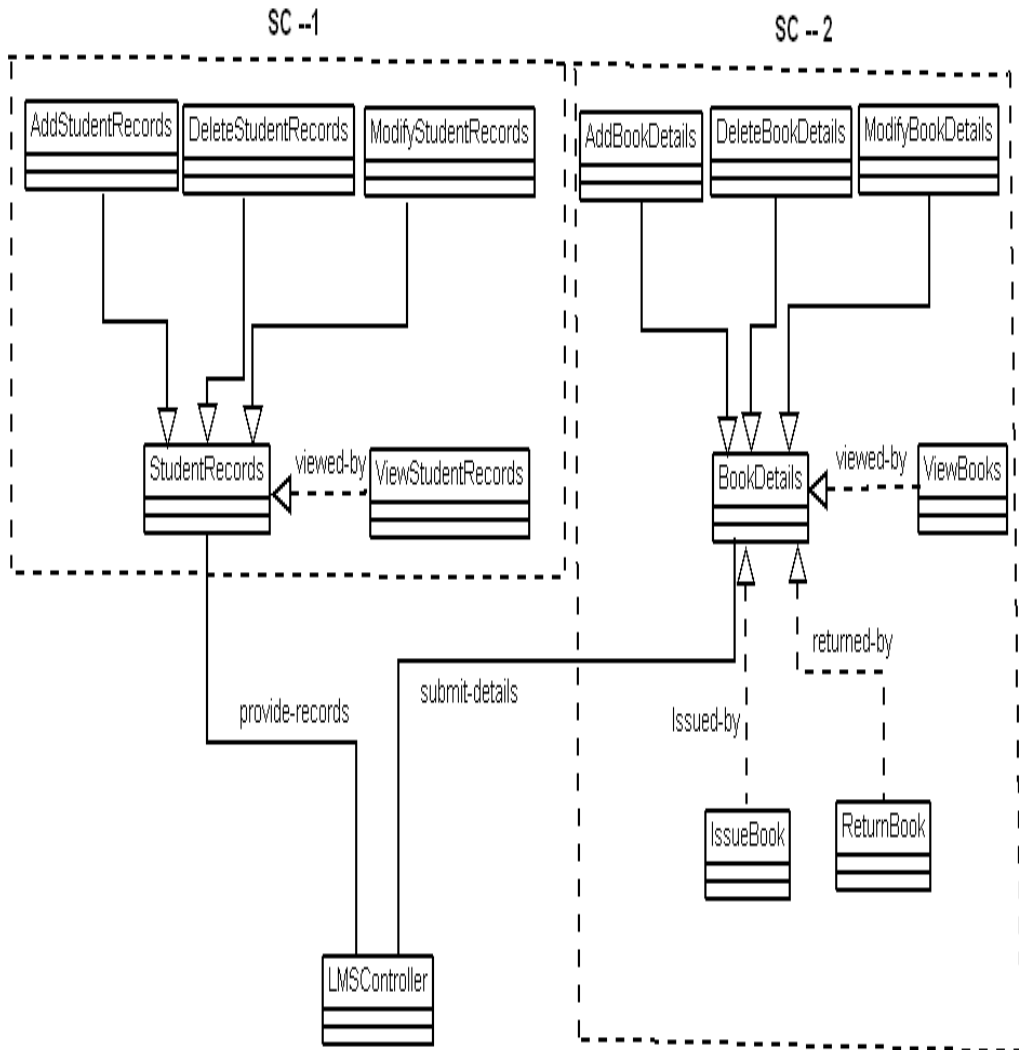 SC --1
SC -- 2
AddStudentRecords
DeleteStudentRecords
ModifyStudentRecords
AddBookDetails
DeleteBookDetails
ModifyBookDetails
StudentRecords
viewed-by
ViewStudentRecords
BookDetails
viewed-by
ViewBooks
returned-by
submit-details
provide-records
Issued-by
IssueBook
ReturnBook
LMSController